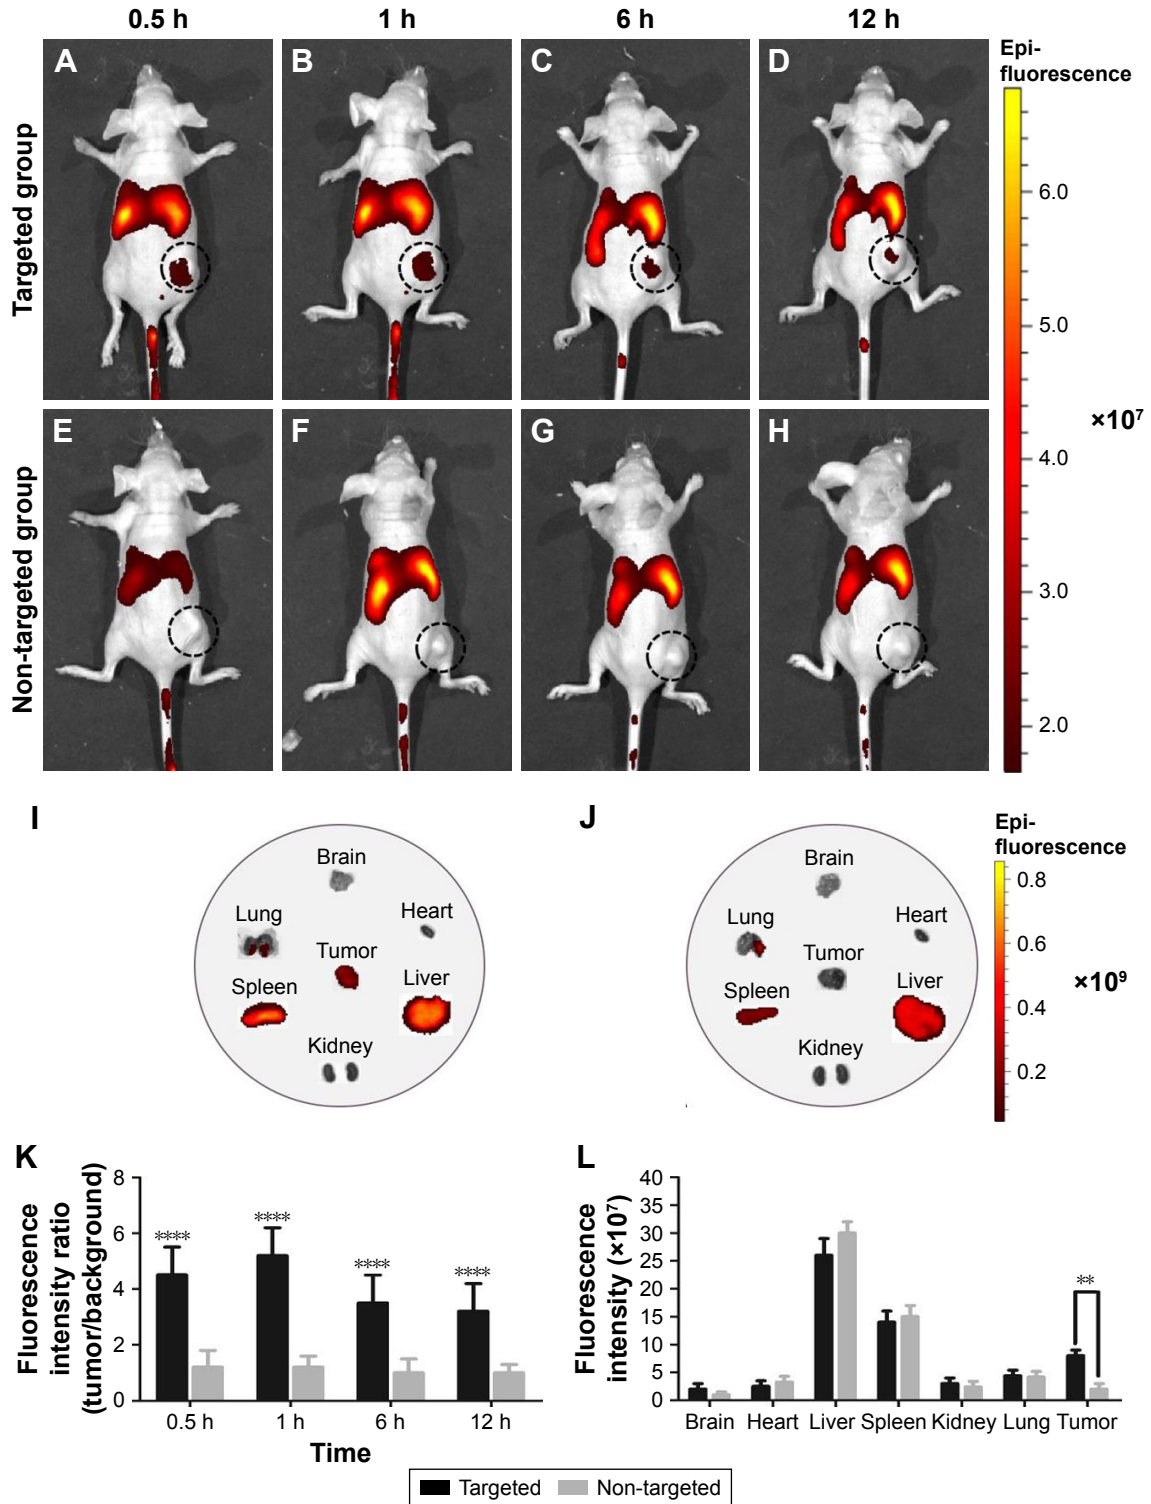 0.5 h 1 h 6 h 12 h
Targeted group
A B C D
Epi-
fluorescence
6.0
5.0
4.0
3.0
2.0
×10⁷
Non-targeted group
E F G H
I
Brain
Lung
Heart
Tumor
Spleen
Liver
Kidney
J
Brain
Lung
Heart
Tumor
Spleen
Liver
Kidney
Epi-
fluorescence
0.8
0.6
0.4
0.2
×10⁹
K
Fluorescence
intensity ratio
(tumor/background)
8
6
4
2
0
**** **** **** ****
0.5 h 1 h 6 h 12 h
Time
L
Fluorescence
intensity (×10⁷)
40
35
30
25
20
15
10
5
0
**
Brain Heart Liver Spleen Kidney Lung Tumor
Targeted Non-targeted